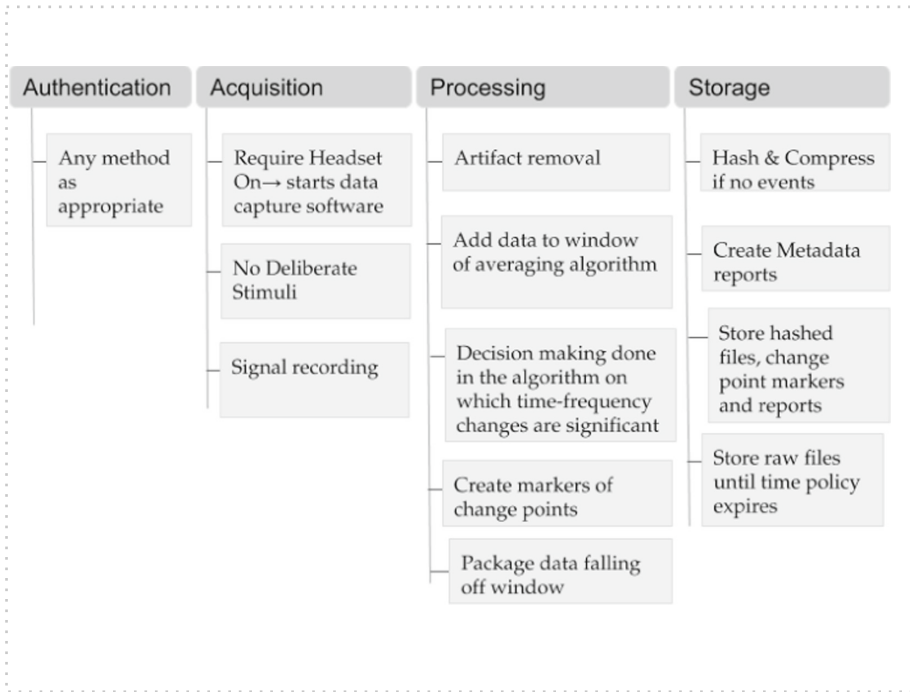 Authentication
Any method
as
appropriate
Acquisition
Require Headset
On→ starts data
capture software
No Deliberate
Stimuli
Signal recording
Processing
Artifact removal
Add data to window
of averaging algorithm
Decision making done
in the algorithm on
which time-frequency
changes are significant
Create markers of
change points
Package data falling
off window
Storage
Hash & Compress
if no events
Create Metadata
reports
Store hashed
files, change
point markers
and reports
Store raw files
until time policy
expires